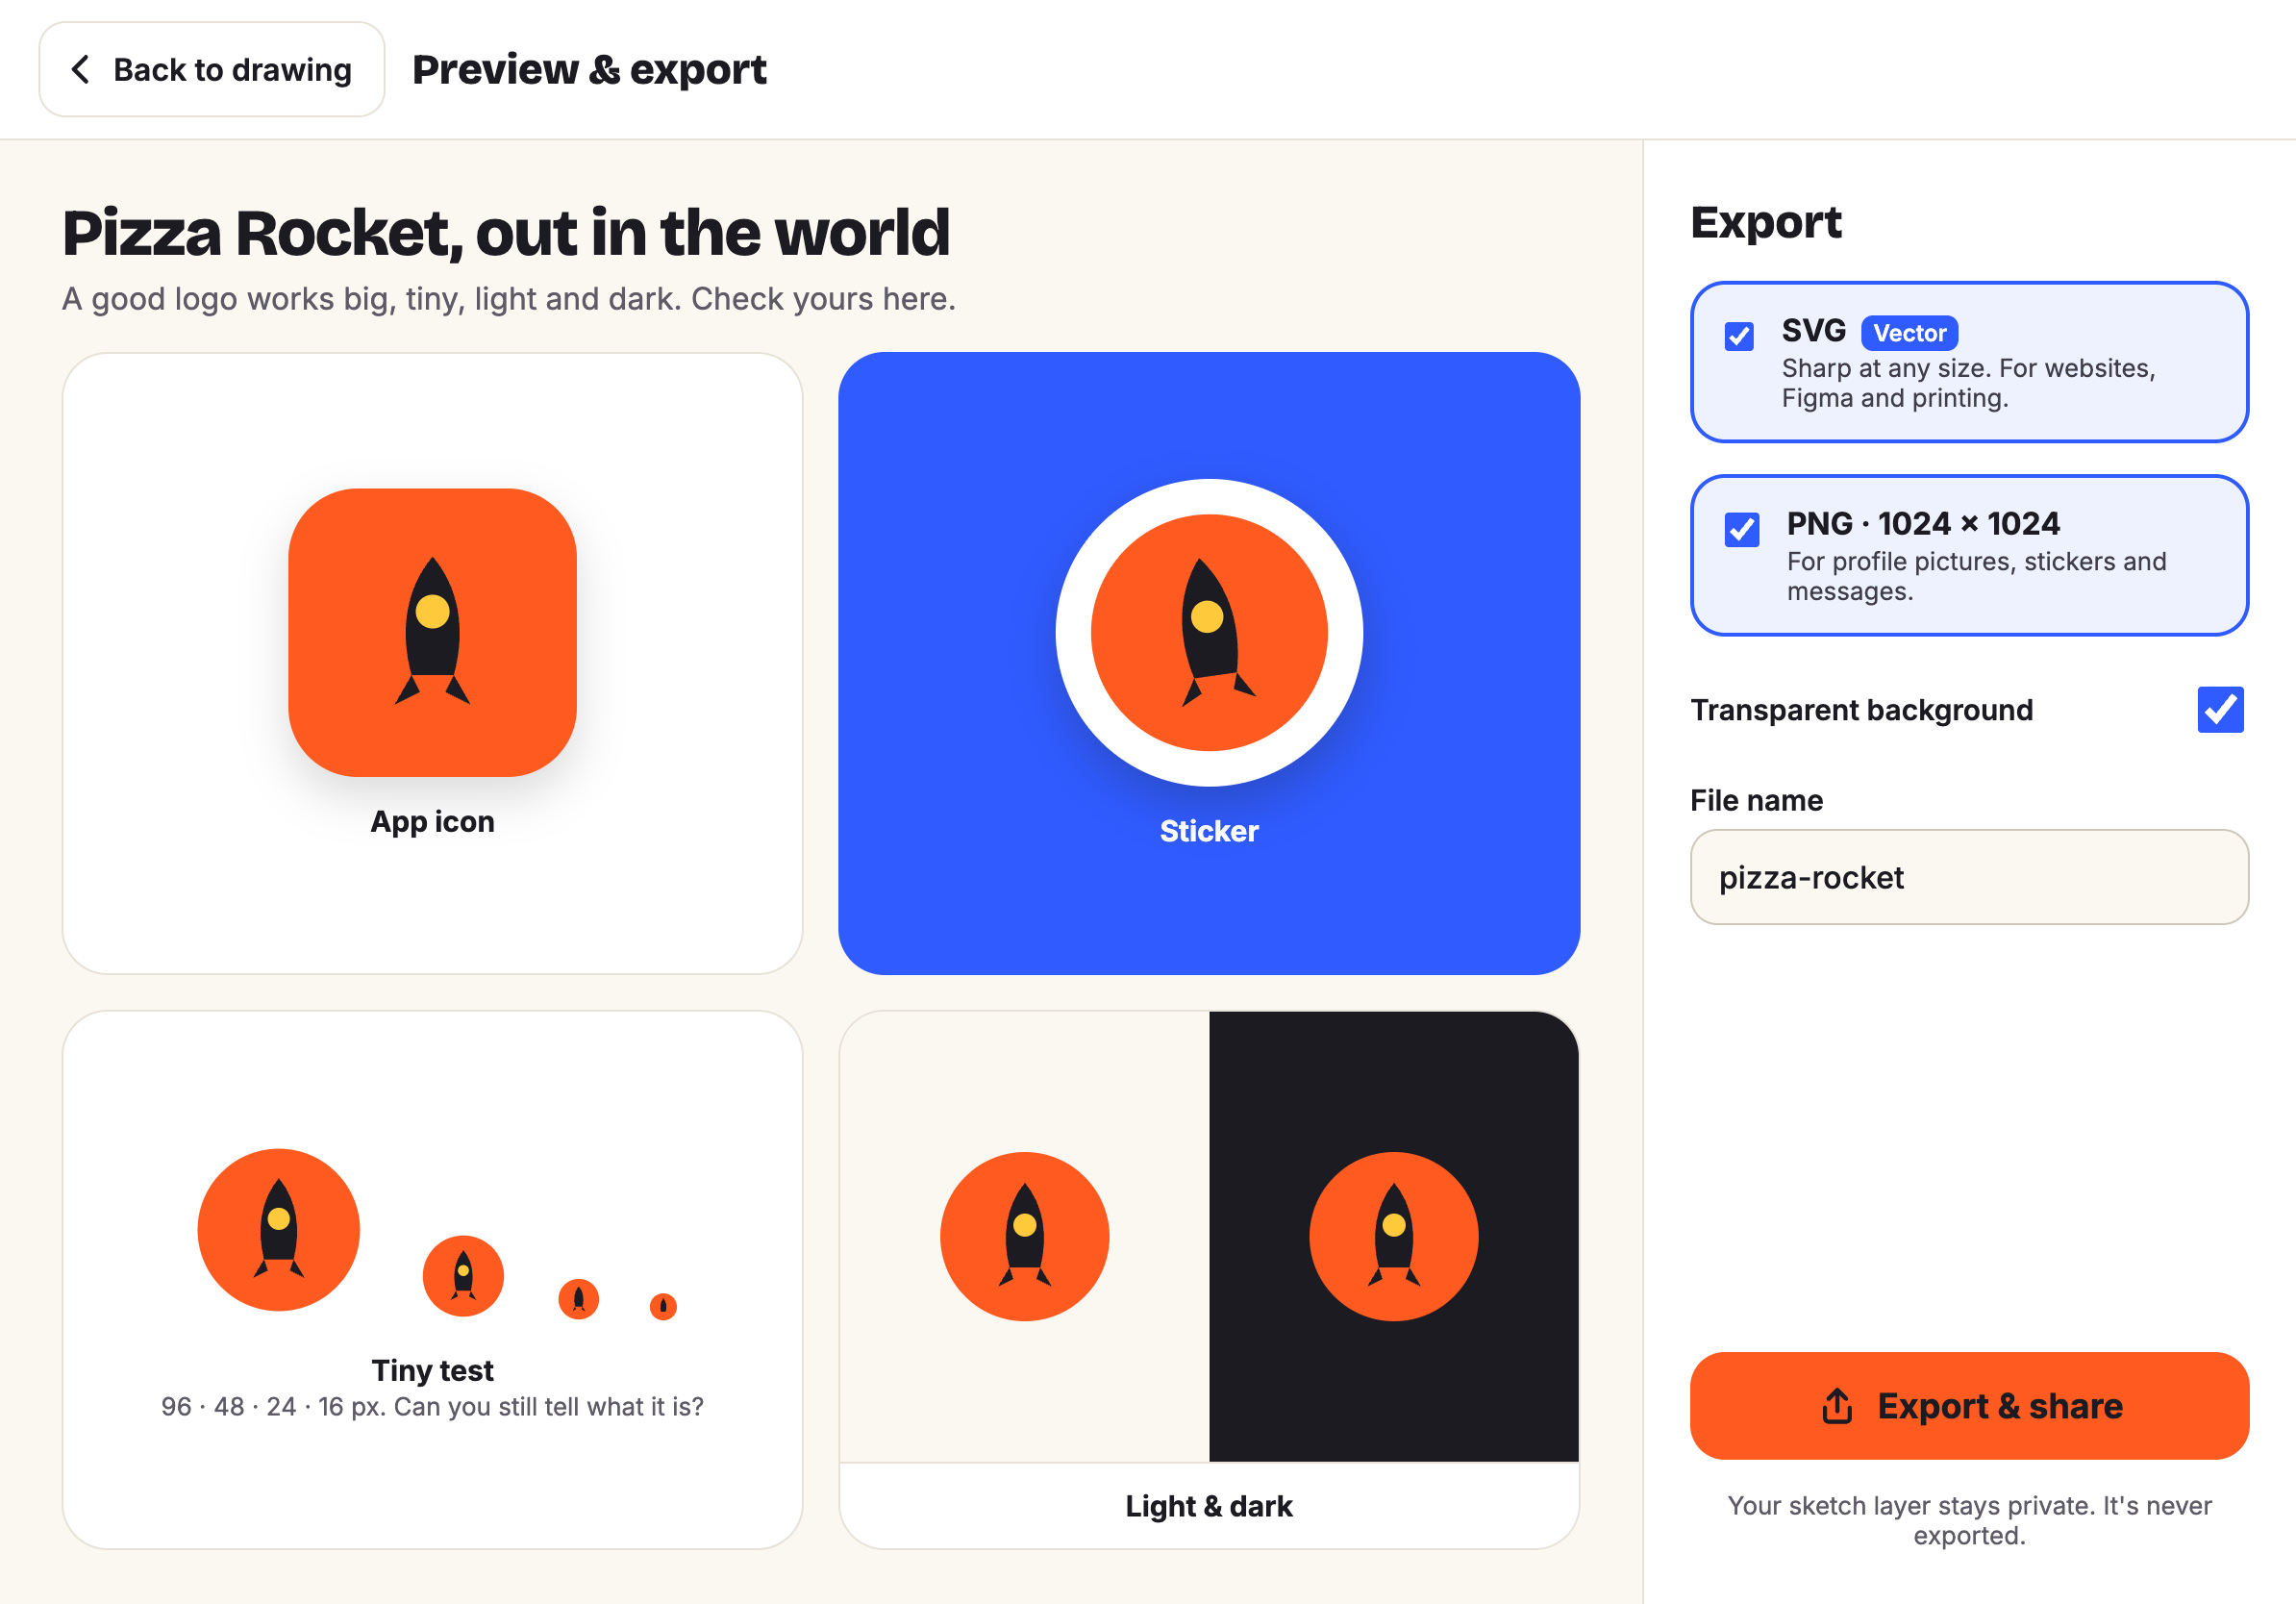 Back to drawing
Preview & export
Pizza Rocket, out in the world
A good logo works big, tiny, light and dark. Check yours here.
App icon
Sticker
Tiny test
96 · 48 · 24 · 16 px. Can you still tell what it is?
Light & dark
Export
SVG Vector
Sharp at any size. For websites,
Figma and printing.
PNG · 1024 × 1024
For profile pictures, stickers and
messages.
Transparent background
File name
pizza-rocket
Export & share
Your sketch layer stays private. It's never
exported.